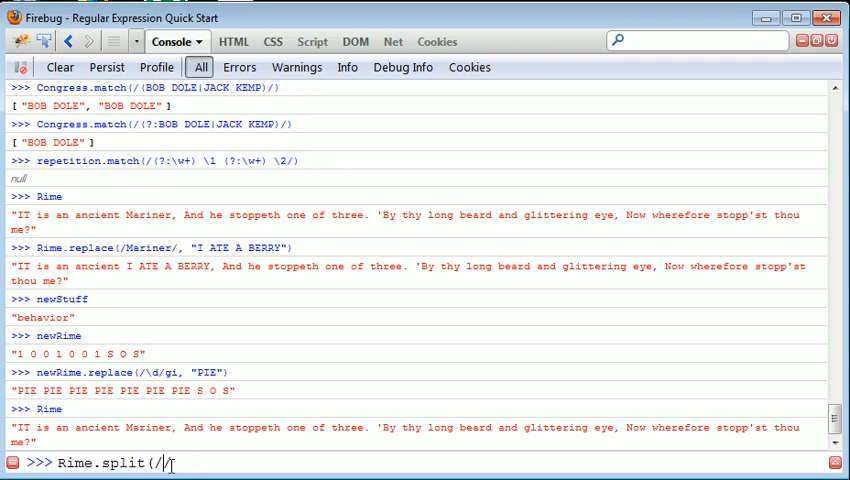 Firebug - Regular Expression Quick Start
Console HTML CSS Script DOM Net Cookies
Clear Persist Profile All Errors Warnings Info Debug Info Cookies
>>> Congress.match(/(BOB DOLE|JACK KEMP)/)
[ "BOB DOLE", "BOB DOLE" ]
>>> Congress.match(/(?:BOB DOLE|JACK KEMP)/)
[ "BOB DOLE" ]
>>> repetition.match(/(?:\w+) \1 (?:\w+) \2/)
null
>>> Rime
"IT is an ancient Mariner, And he stoppeth one of three. 'By thy long beard and glittering eye, Now wherefore stopp'st thou
me?"
>>> Rime.replace(/Mariner/, "I ATE A BERRY")
"IT is an ancient I ATE A BERRY, And he stoppeth one of three. 'By thy long beard and glittering eye, Now wherefore stopp'st
thou me?"
>>> newStuff
"behavior"
>>> newRime
"1 0 0 1 0 0 1 S O S"
>>> newRime.replace(/\d/gi, "PIE")
"PIE PIE PIE PIE PIE PIE PIE S O S"
>>> Rime
"IT is an ancient Mariner, And he stoppeth one of three. 'By thy long beard and glittering eye, Now wherefore stopp'st thou
me?"
>>> Rime.split(//